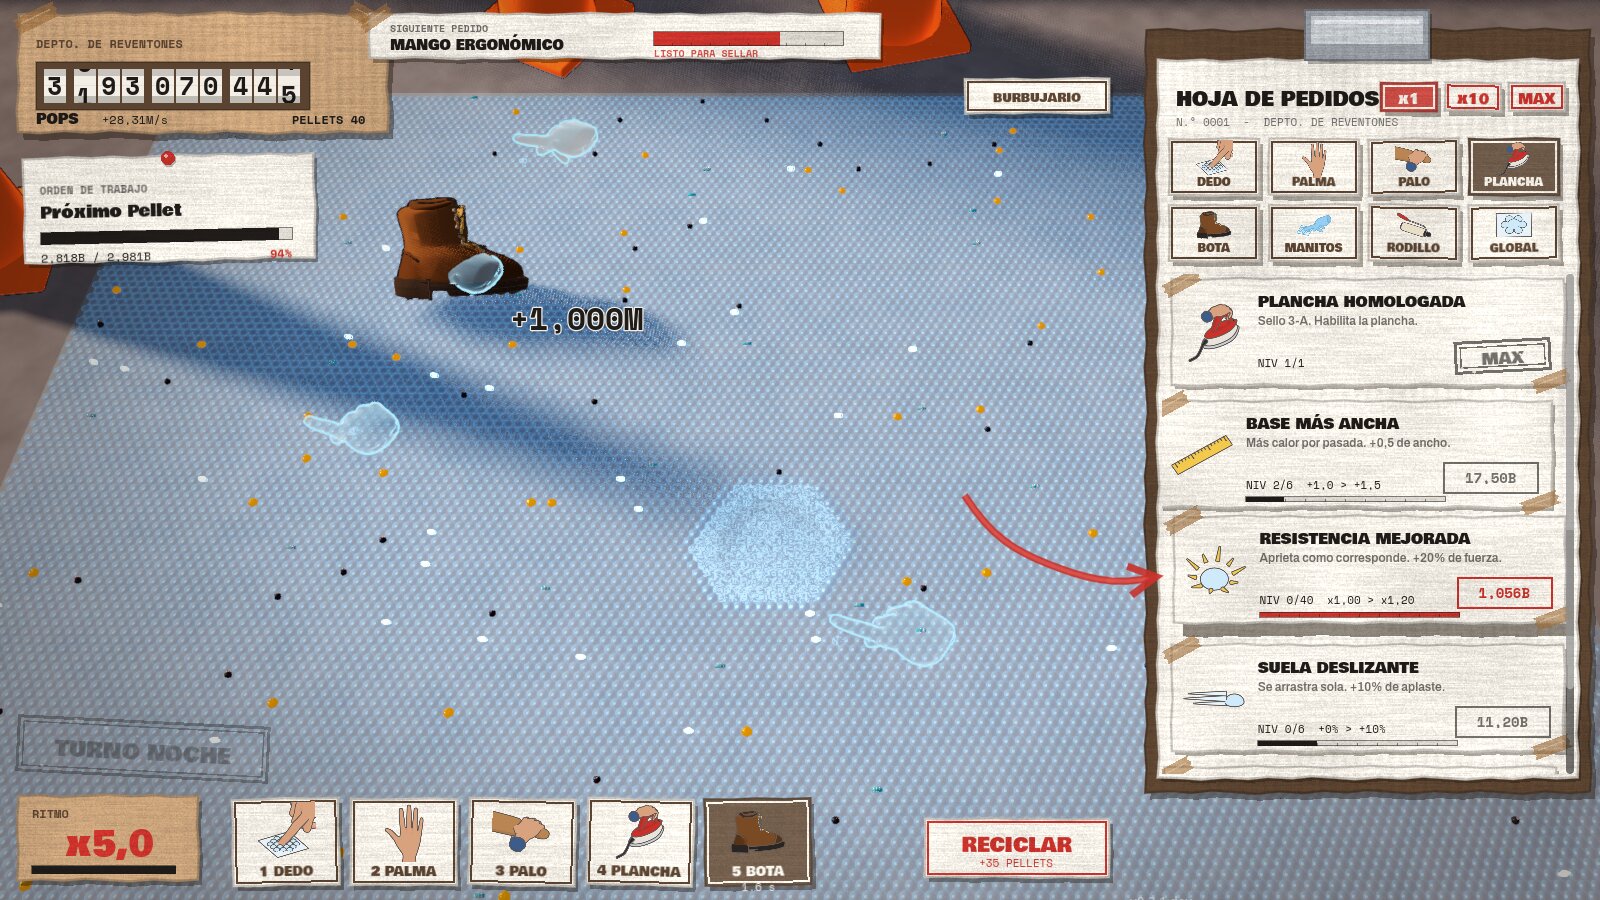 DEPTO. DE REVENTONES
POPS +28,31M/s PELLETS 40
SIGUIENTE PEDIDO
MANGO ERGONÓMICO
LISTO PARA SELLAR
BURBUJARIO
ORDEN DE TRABAJO
Próximo Pellet
2,818B / 2,981B 94%
+1,000M
TURNO NOCHE
RITMO
x5,0
1 DEDO
2 PALMA
3 PALO
4 PLANCHA
5 BOTA
1,6 s
RECICLAR
+35 PELLETS
HOJA DE PEDIDOS x1 x10 MAX
N.º 0001 - DEPTO. DE REVENTONES
DEDO PALMA PALO PLANCHA
BOTA MANITOS RODILLO GLOBAL
PLANCHA HOMOLOGADA
Sello 3-A. Habilita la plancha.
NIV 1/1 MAX
BASE MÁS ANCHA
Más calor por pasada. +0,5 de ancho.
NIV 2/6 +1,0 > +1,5 17,50B
RESISTENCIA MEJORADA
Aprieta como corresponde. +20% de fuerza.
NIV 0/40 x1,00 > x1,20 1,056B
SUELA DESLIZANTE
Se arrastra sola. +10% de aplaste.
NIV 0/6 +0% > +10% 11,20B